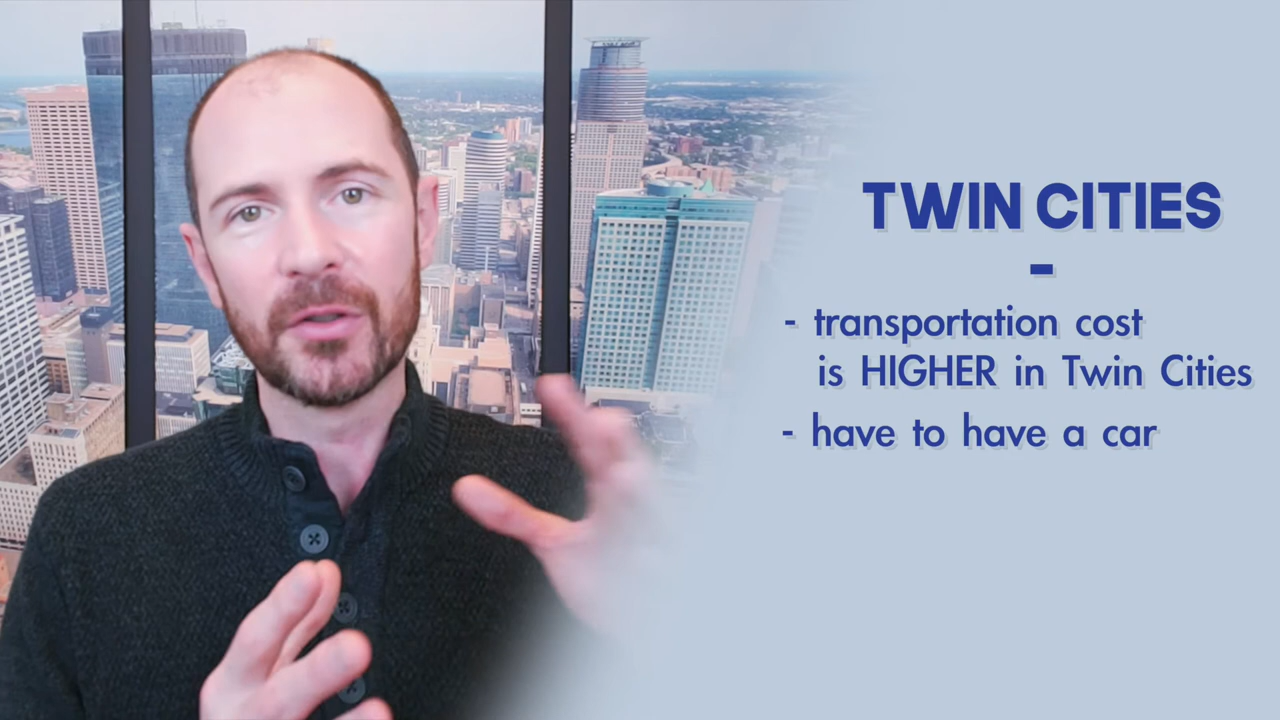 TWIN CITIES
-
- transportation cost
is HIGHER in Twin Cities
- have to have a car